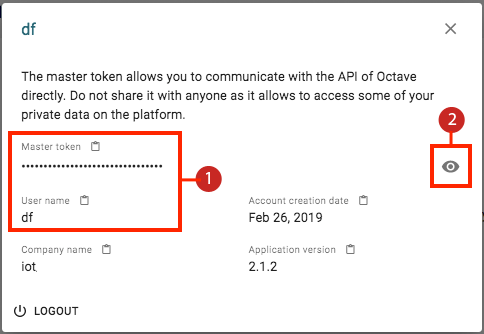 df
The master token allows you to communicate with the API of Octave
directly. Do not share it with anyone as it allows to access some of your
private data on the platform.
2
Master token
••••••••••••••••••••••••••••••••
1
User name
Account creation date
df
Feb 26, 2019
Company name
Application version
iot
2.1.2
LOGOUT